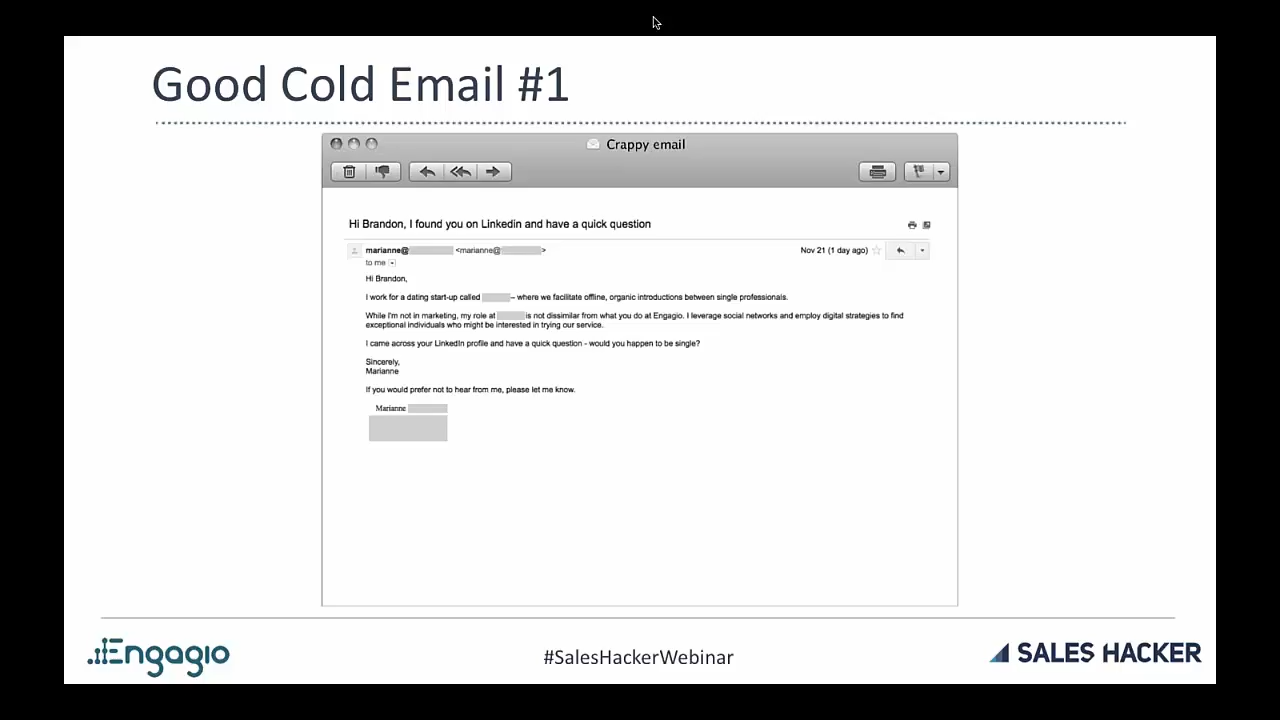 Good Cold Email #1
Crappy email
Hi Brandon, I found you on Linkedin and have a quick question
marianne@ <marianne@ >
Nov 21 (1 day ago)
to me
Hi Brandon,
I work for a dating start-up called – where we facilitate offline, organic introductions between single professionals.
While I'm not in marketing, my role at is not dissimilar from what you do at Engagio. I leverage social networks and employ digital strategies to find
exceptional individuals who might be interested in trying our service.
I came across your LinkedIn profile and have a quick question - would you happen to be single?
Sincerely,
Marianne
If you would prefer not to hear from me, please let me know.
Marianne
Engagio
#SalesHackerWebinar
SALES HACKER